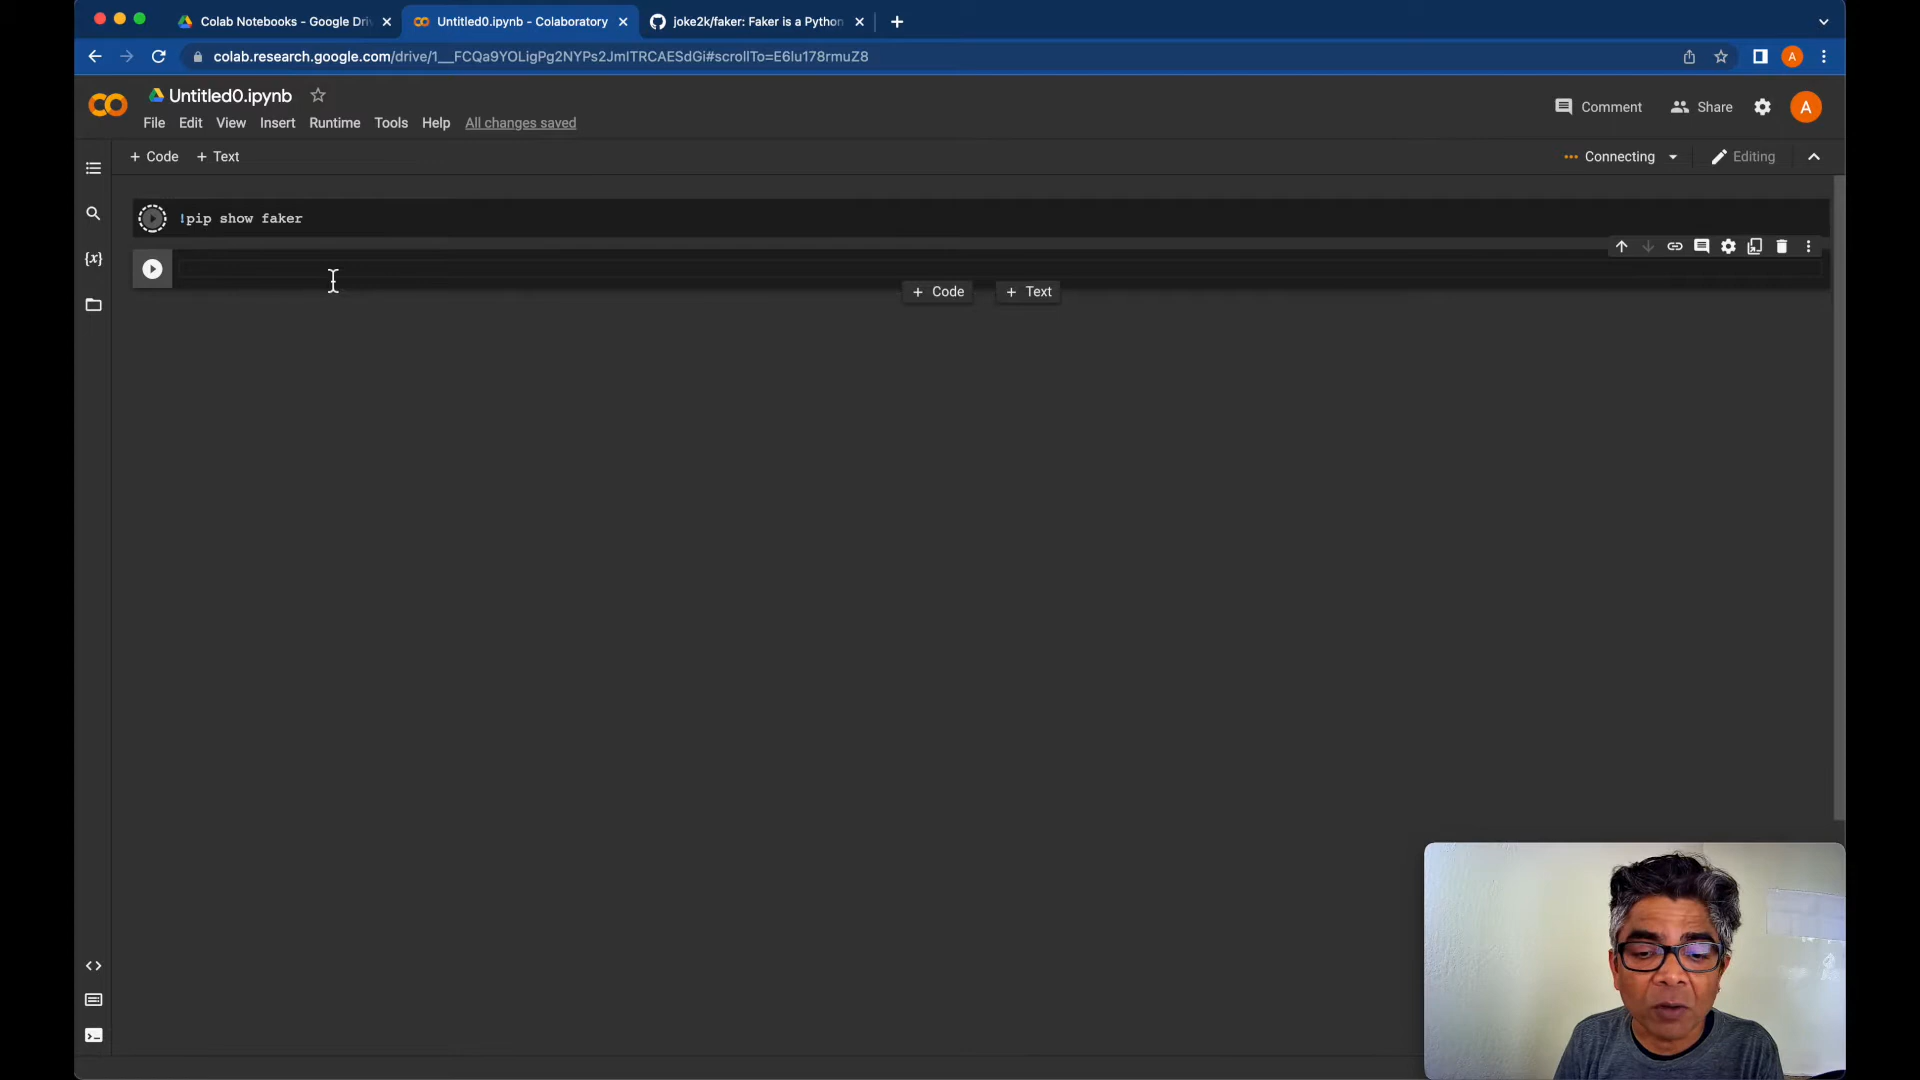 Colab Notebooks - Google Dri
Untitled0.ipynb - Colaboratory
joke2k/faker: Faker is a Python
colab.research.google.com/drive/1__FCQa9YOLigPg2NYPs2JmITRCAESdGi#scrollTo=E6lu178rmuZ8
A
Untitled0.ipynb
Comment
Share
A
File Edit View Insert Runtime Tools Help All changes saved
+ Code + Text
Connecting
Editing
!pip show faker
{x}
+ Code + Text